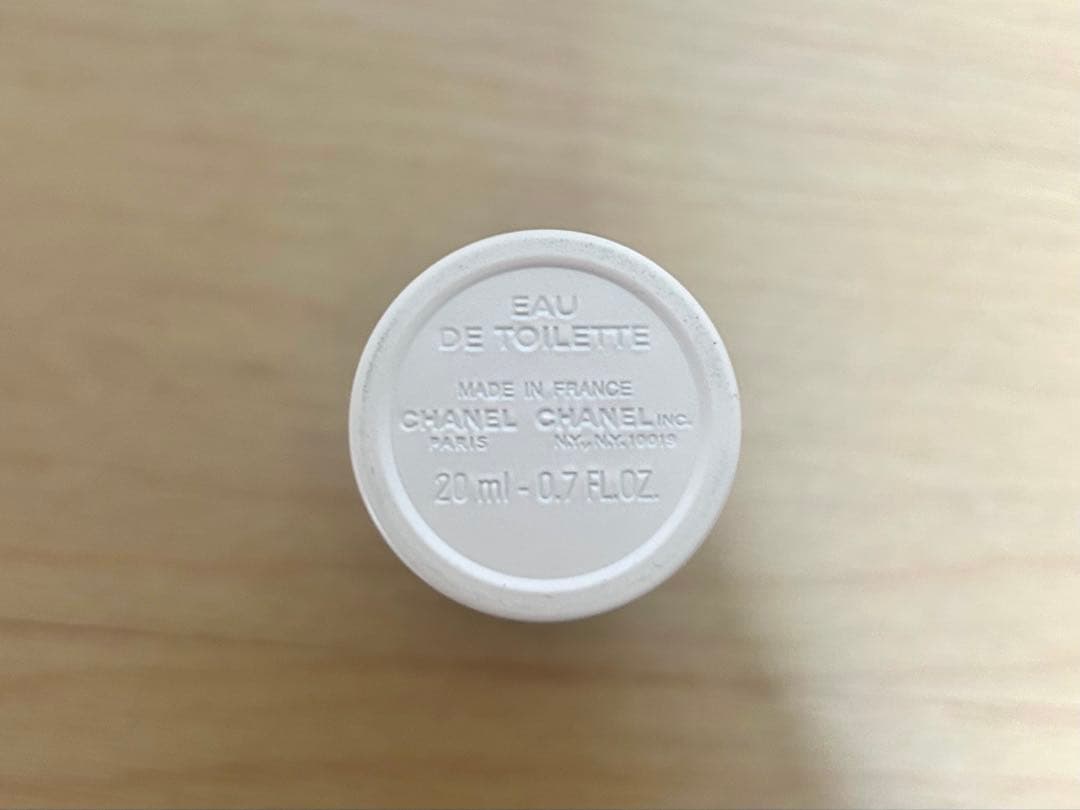 EAU
DE TOILETTE
MADE IN FRANCE
CHANEL CHANEL INC.
PARIS N.Y., N.Y. 10019
20 ml - 0.7 FL.OZ.